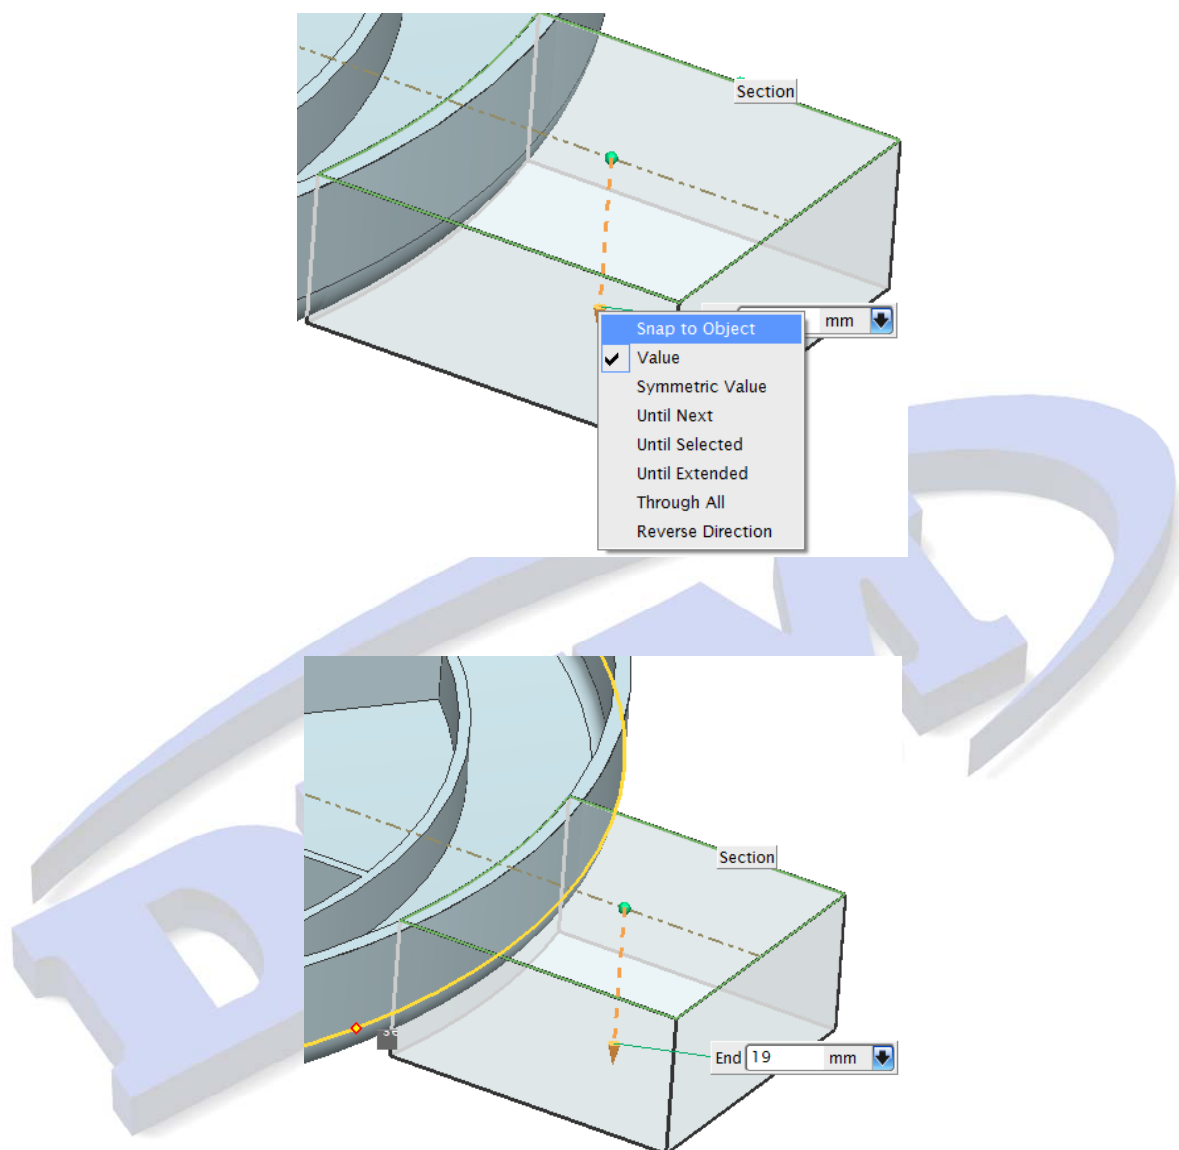 Section
mm
Snap to Object
Value
Symmetric Value
Until Next
Until Selected
Until Extended
Through All
Reverse Direction
Section
End 19 mm